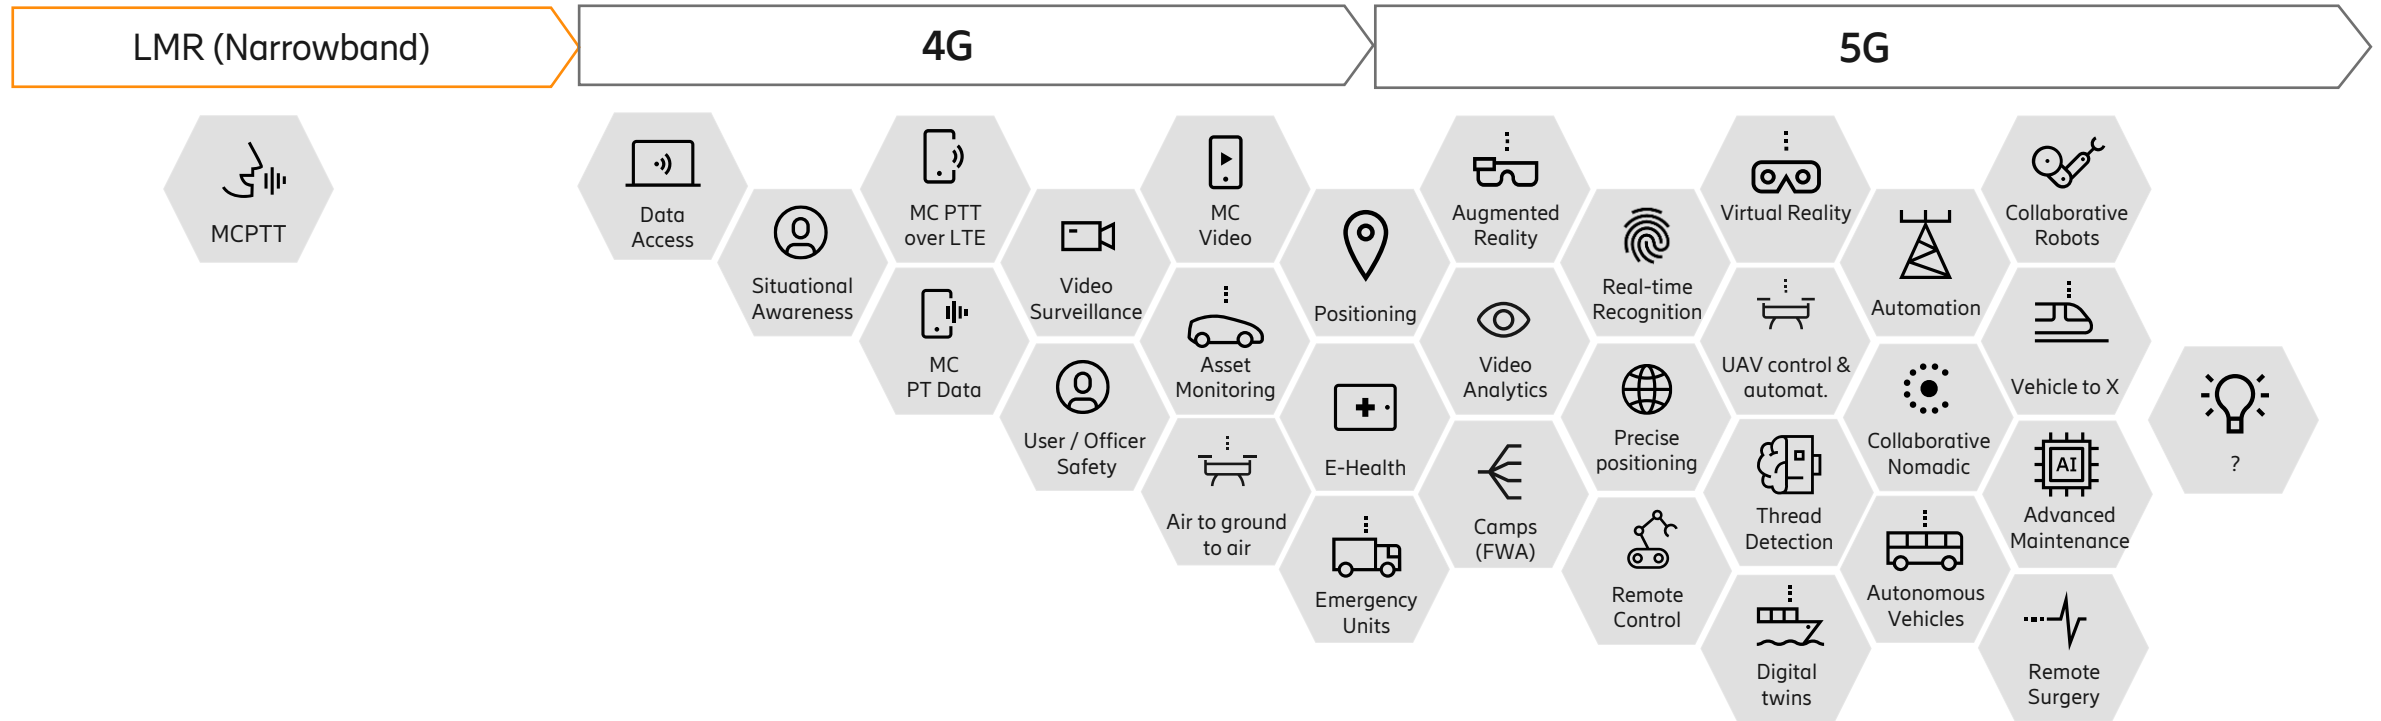 LMR (Narrowband)
4G
5G
MCPTT
Data
Access
Situational
Awareness
MC PTT
over LTE
MC
PT Data
Video
Surveillance
User / Officer
Safety
MC
Video
Asset
Monitoring
Air to ground
to air
Positioning
E-Health
Emergency
Units
Augmented
Reality
Video
Analytics
Camps
(FWA)
Real-time
Recognition
Precise
positioning
Remote
Control
Virtual Reality
UAV control &
automat.
Thread
Detection
Digital
twins
Automation
Collaborative
Nomadic
Autonomous
Vehicles
Collaborative
Robots
Vehicle to X
AI
Advanced
Maintenance
Remote
Surgery
?